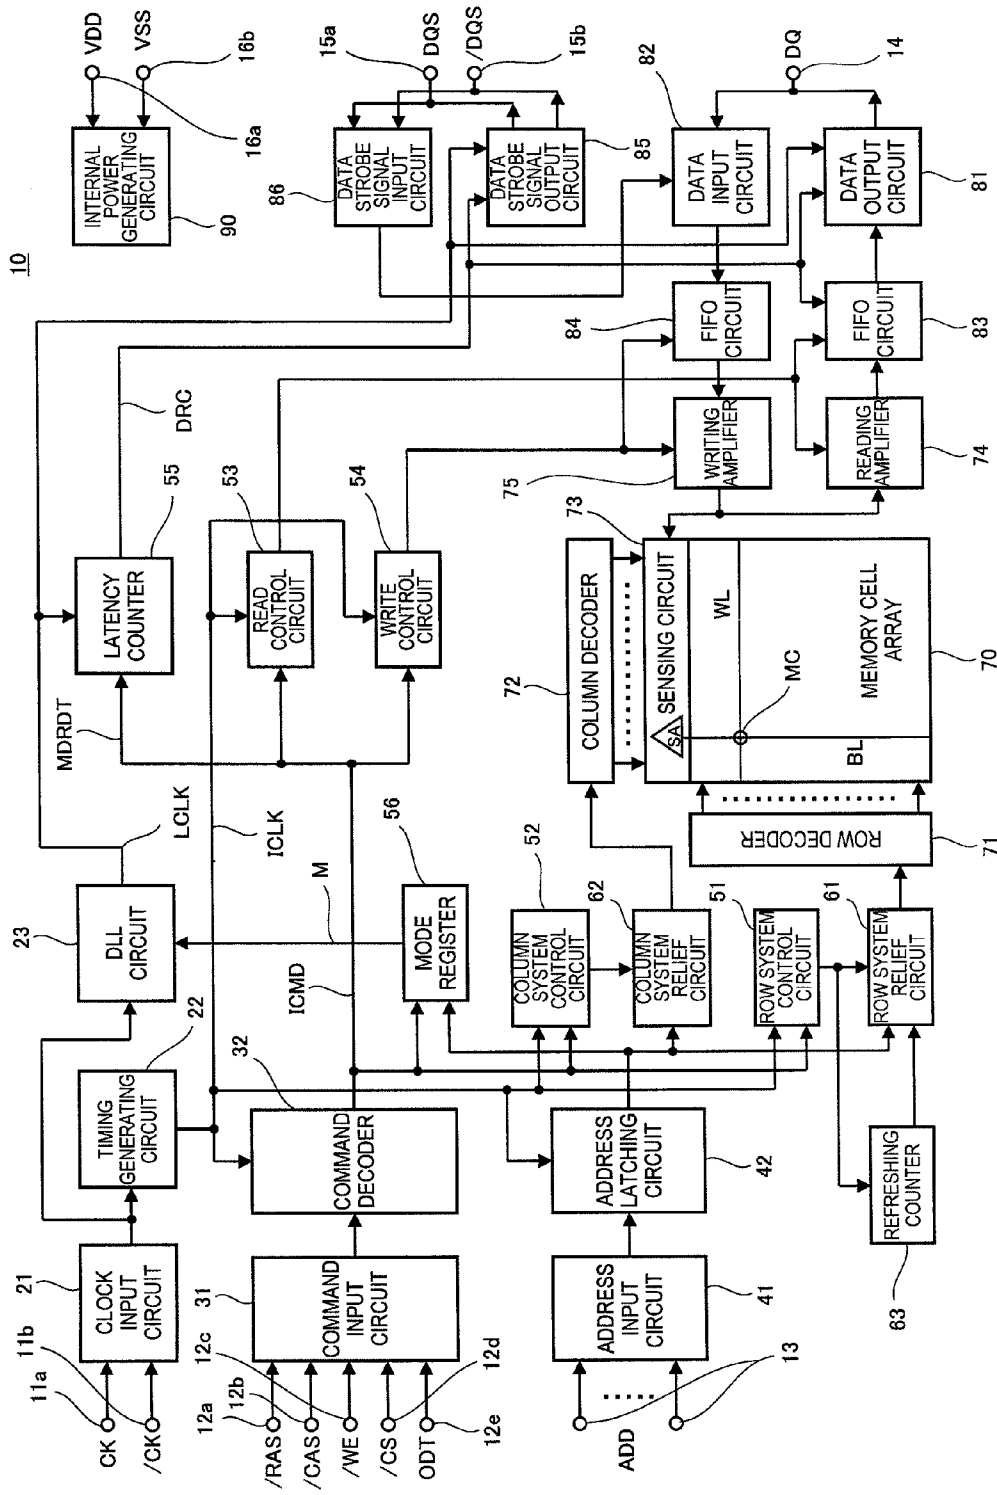 10
CK
11a
/CK
11b
CLOCK
INPUT
CIRCUIT
21
TIMING
GENERATING
CIRCUIT
22
DLL
CIRCUIT
23
LCLK
ICLK
MDRDT
LATENCY
COUNTER
55
DRC
INTERNAL
POWER
GENERATING
CIRCUIT
90
VDD
16a
VSS
16b
/RAS
12a
/CAS
12b
/WE
12c
/CS
12d
ODT
12e
COMMAND
INPUT
CIRCUIT
31
COMMAND
DECODER
32
ICMD
M
MODE
REGISTER
56
READ
CONTROL
CIRCUIT
53
WRITE
CONTROL
CIRCUIT
54
DATA
STROBE
SIGNAL
INPUT
CIRCUIT
86
DATA
STROBE
SIGNAL
OUTPUT
CIRCUIT
85
15a
DQS
/DQS
15b
ADD
13
ADDRESS
INPUT
CIRCUIT
41
ADDRESS
LATCHING
CIRCUIT
42
COLUMN
SYSTEM
CONTROL
CIRCUIT
52
COLUMN
SYSTEM
RELIEF
CIRCUIT
62
ROW SYSTEM
CONTROL
CIRCUIT
51
ROW SYSTEM
RELIEF
CIRCUIT
61
REFRESHING
COUNTER
63
COLUMN DECODER
72
ROW DECODER
71
SENSING CIRCUIT
73
SA
WL
BL
MC
MEMORY CELL
ARRAY
70
WRITING
AMPLIFIER
75
READING
AMPLIFIER
74
FIFO
CIRCUIT
84
FIFO
CIRCUIT
83
DATA
INPUT
CIRCUIT
82
DATA
OUTPUT
CIRCUIT
81
DQ
14